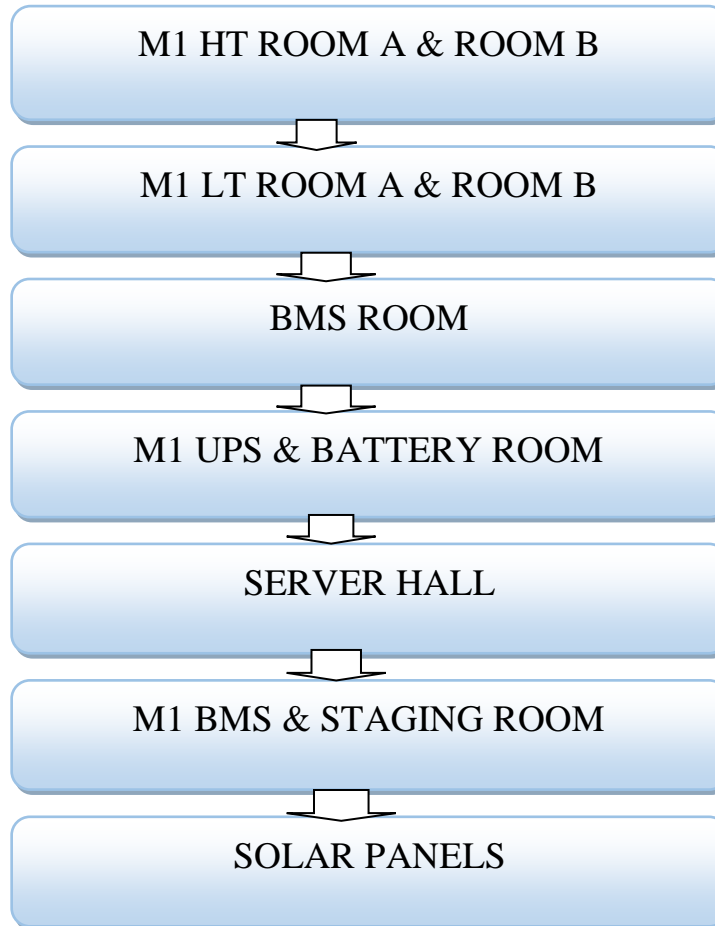 M1 HT ROOM A & ROOM B
M1 LT ROOM A & ROOM B
BMS ROOM
M1 UPS & BATTERY ROOM
SERVER HALL
M1 BMS & STAGING ROOM
SOLAR PANELS